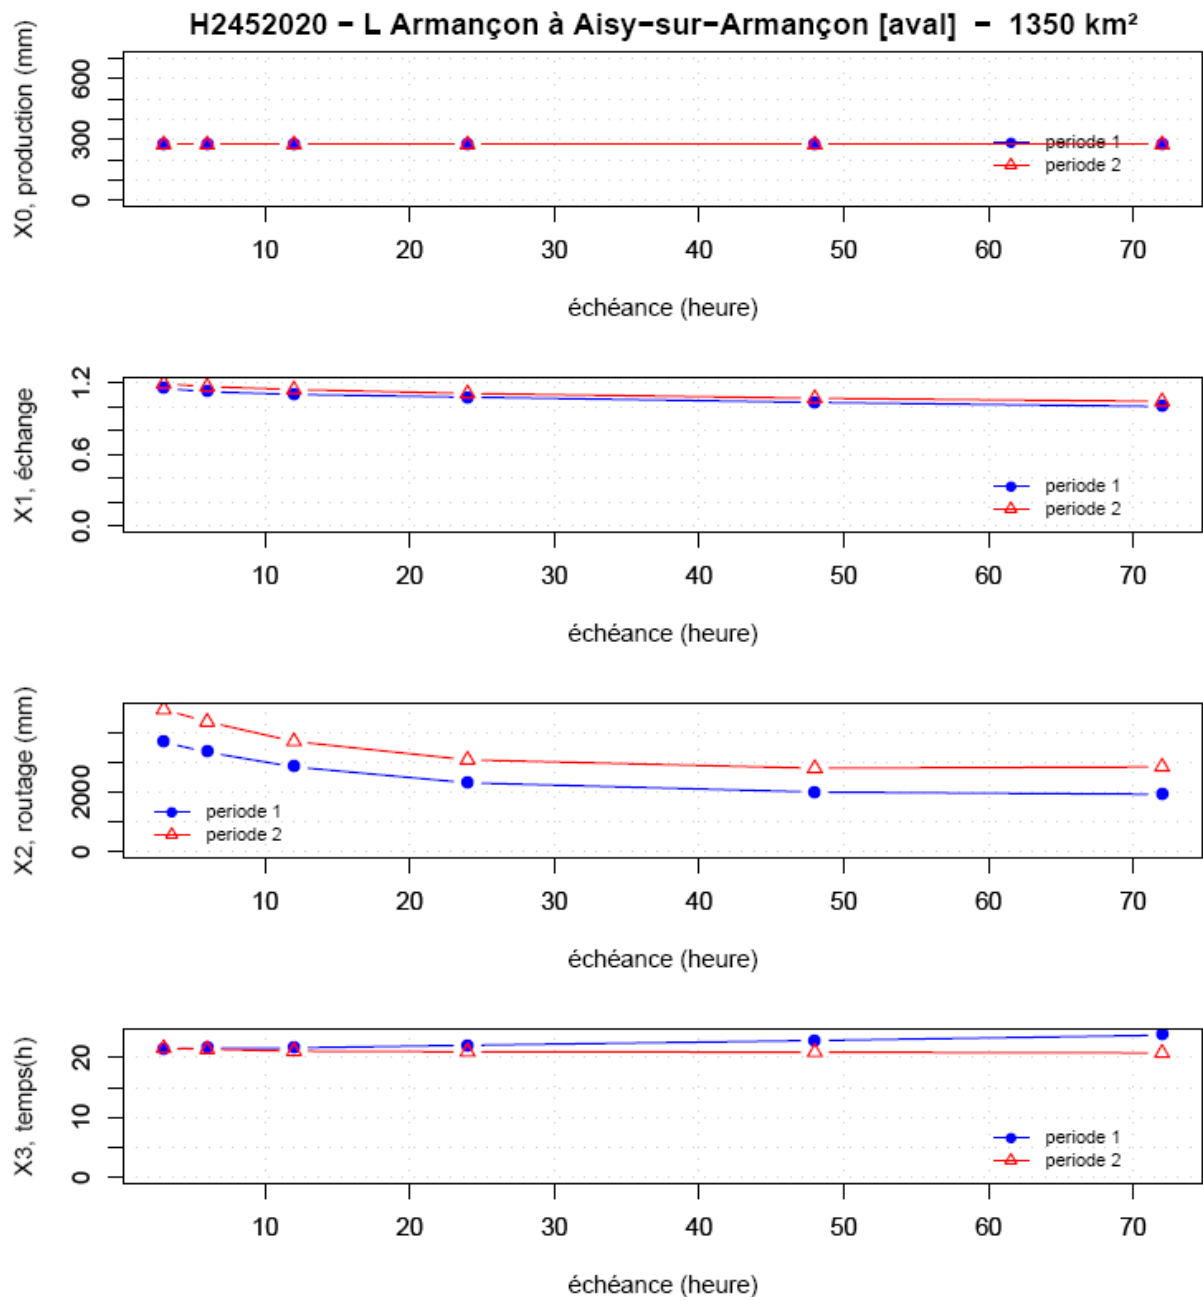 H2452020 − L Armançon à Aisy−sur−Armançon [aval] − 1350 km²
X0, production (mm)
600
300
0
periode 1
periode 2
10 20 30 40 50 60 70
échéance (heure)
X1, échange
1.2
0.6
0.0
periode 1
periode 2
10 20 30 40 50 60 70
échéance (heure)
X2, routage (mm)
2000
0
periode 1
periode 2
10 20 30 40 50 60 70
échéance (heure)
X3, temps(h)
20
10
0
periode 1
periode 2
10 20 30 40 50 60 70
échéance (heure)